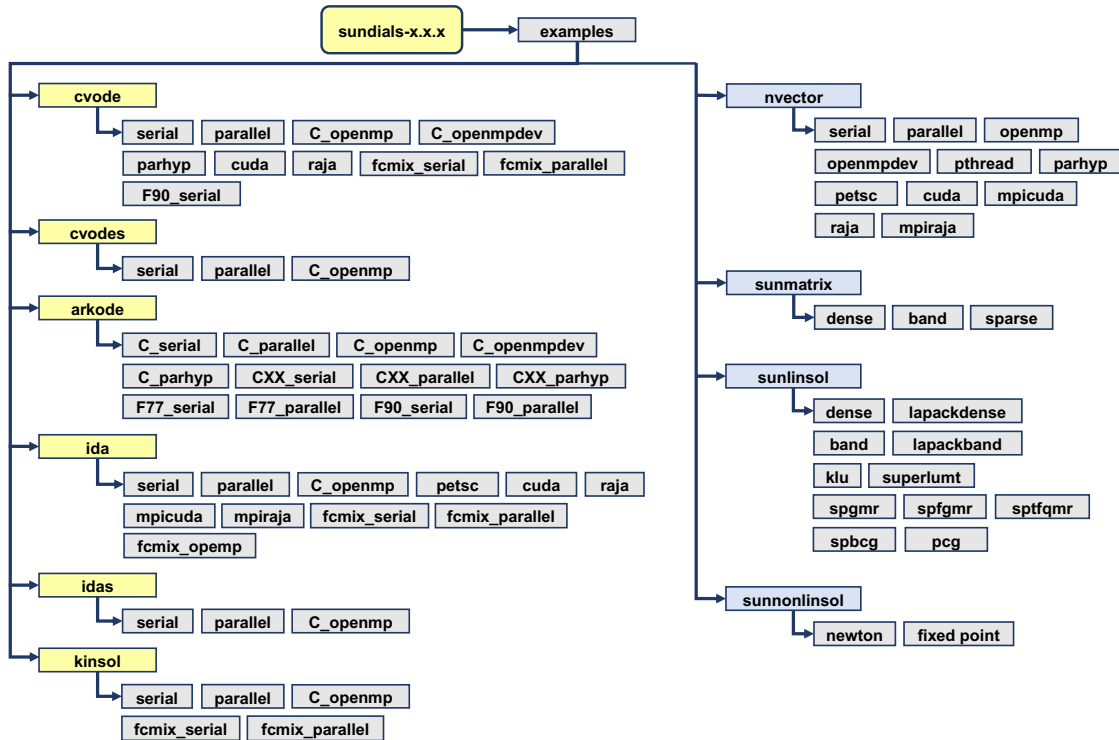 sundials-x.x.x examples
cvode
serial parallel C_openmp C_openmpdev
parhyp cuda raja fcmix_serial fcmix_parallel
F90_serial
cvodes
serial parallel C_openmp
arkode
C_serial C_parallel C_openmp C_openmpdev
C_parhyp CXX_serial CXX_parallel CXX_parhyp
F77_serial F77_parallel F90_serial F90_parallel
ida
serial parallel C_openmp petsc cuda raja
mpicuda mpiraja fcmix_serial fcmix_parallel
fcmix_opemp
idas
serial parallel C_openmp
kinsol
serial parallel C_openmp
fcmix_serial fcmix_parallel
nvector
serial parallel openmp
openmpdev pthread parhyp
petsc cuda mpicuda
raja mpiraja
sunmatrix
dense band sparse
sunlinsol
dense lapackdense
band lapackband
klu superlumt
spgmr spfgmr sptfqmr
spbcg pcg
sunnonlinsol
newton fixed point